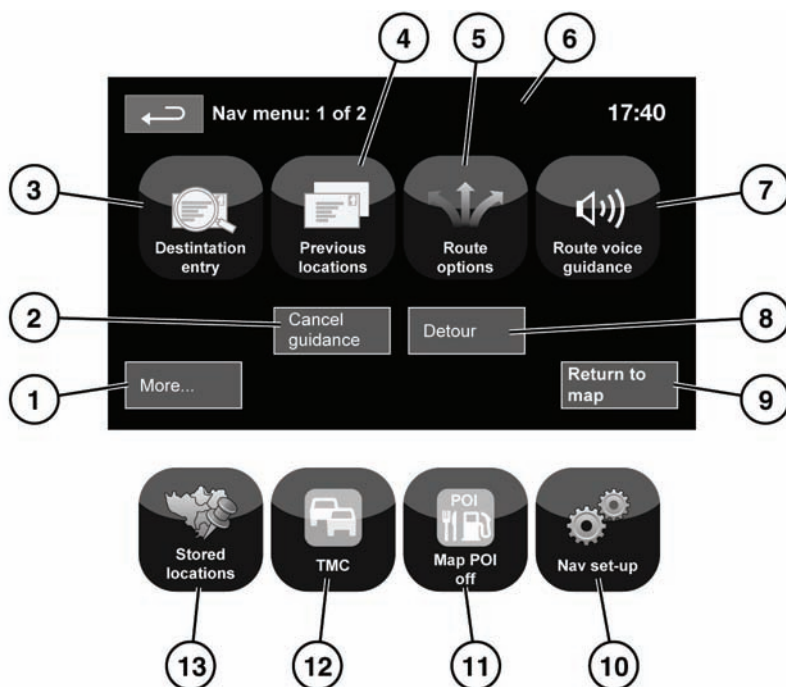 4
5
6
Nav menu: 1 of 2
17:40
3
7
Destintation
entry
Previous
locations
Route
options
Route voice
guidance
2
Cancel
guidance
Detour
8
1
More...
Return to
map
9
Stored
locations
TMC
POI
Map POI
off
Nav set-up
13
12
11
10